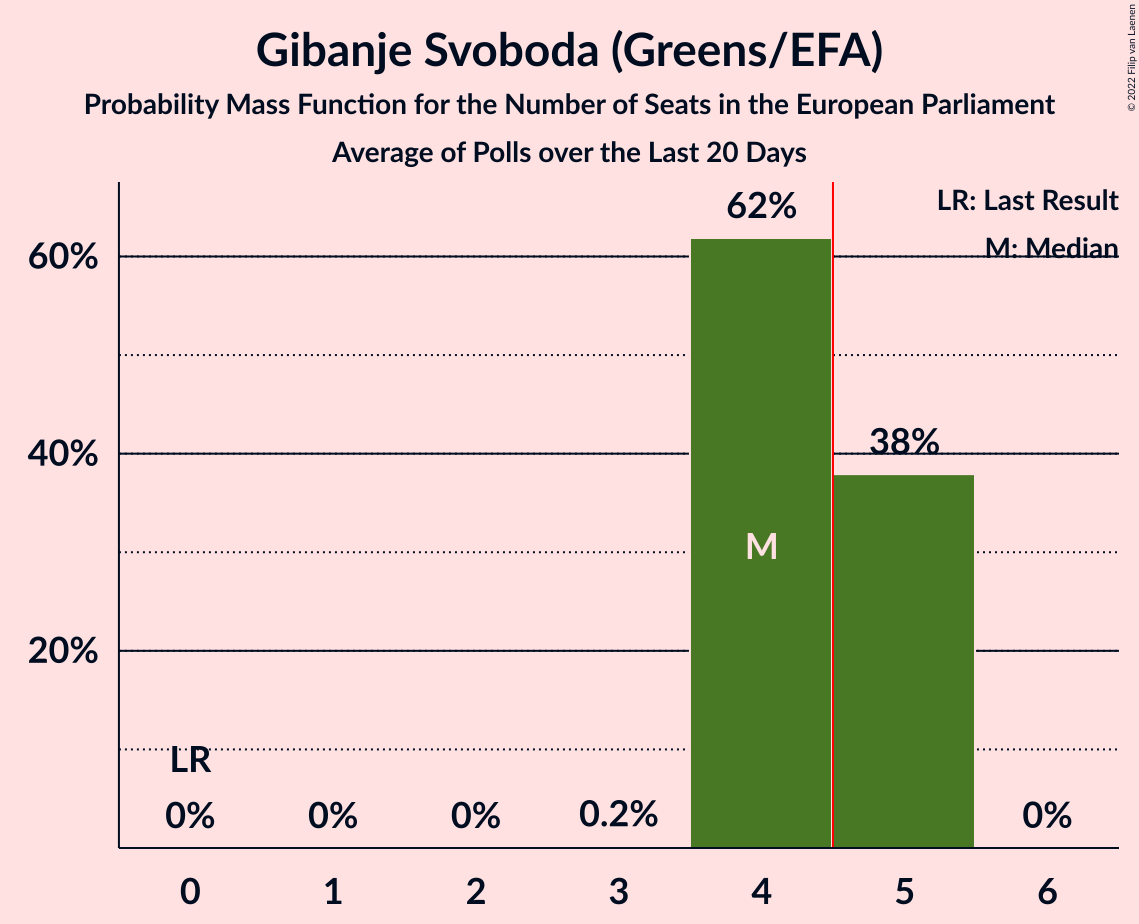 Gibanje Svoboda (Greens/EFA)
Probability Mass Function for the Number of Seats in the European Parliament
Average of Polls over the Last 20 Days
© 2022 Filip van Laenen
LR: Last Result
M: Median
62%
60%
38%
40%
M
20%
LR
0% 0% 0% 0.2% 0%
0 1 2 3 4 5 6